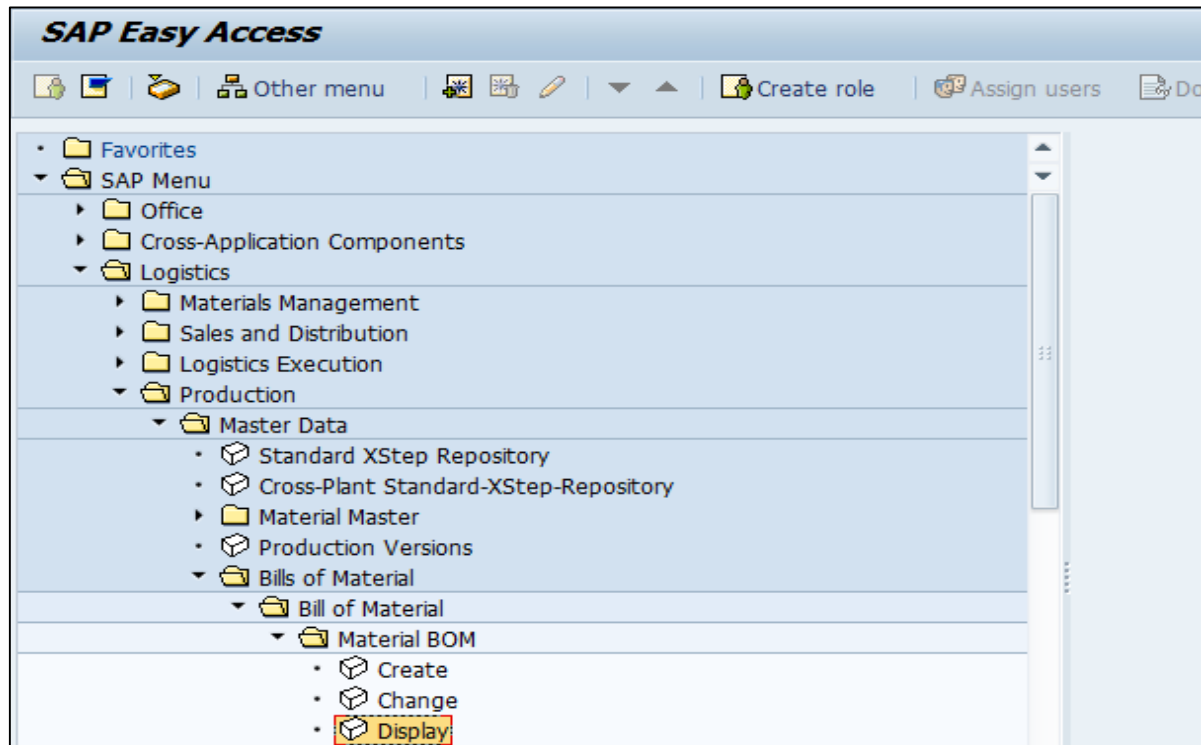 SAP Easy Access
Other menu Create role Assign users Do
Favorites
SAP Menu
Office
Cross-Application Components
Logistics
Materials Management
Sales and Distribution
Logistics Execution
Production
Master Data
Standard XStep Repository
Cross-Plant Standard-XStep-Repository
Material Master
Production Versions
Bills of Material
Bill of Material
Material BOM
Create
Change
Display